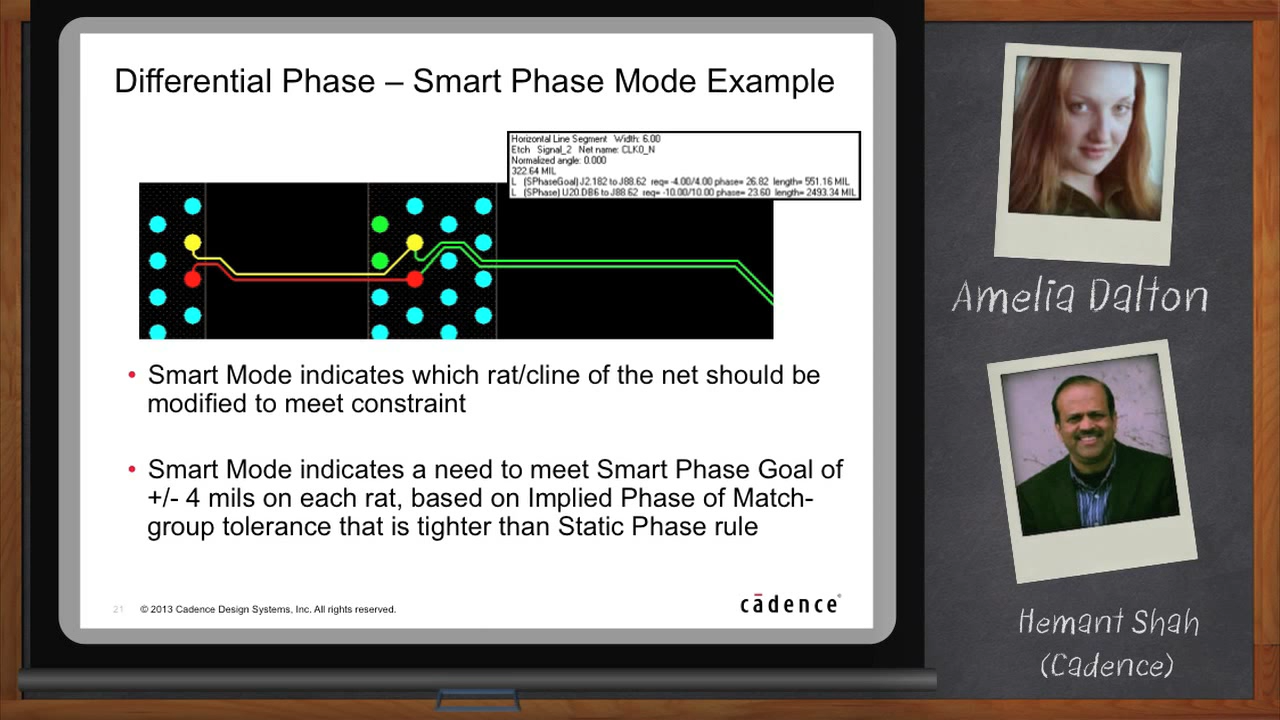 Differential Phase – Smart Phase Mode Example
Horizontal Line Segment Width: 6.00
Etch Signal_2 Net name: CLK0_N
Normalized angle: 0.000
322.64 MIL
L (SPhaseGoal) J2.182 to J88.62 req= -4.00/4.00 phase= 26.82 length= 551.16 MIL
L (SPhase) U20.DB6 to J88.62 req= -10.00/10.00 phase= 23.60 length= 2493.34 MIL
• Smart Mode indicates which rat/cline of the net should be
modified to meet constraint
• Smart Mode indicates a need to meet Smart Phase Goal of
+/- 4 mils on each rat, based on Implied Phase of Match-
group tolerance that is tighter than Static Phase rule
21 © 2013 Cadence Design Systems, Inc. All rights reserved.
cādence®
Amelia Dalton
Hemant Shah
(Cadence)